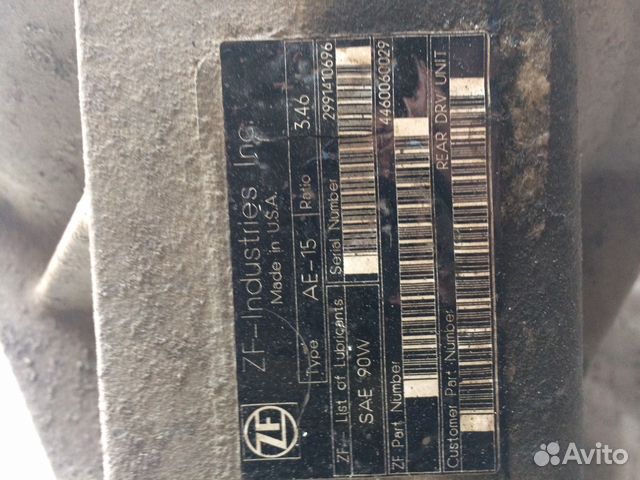 ZF
ZF-Industries Inc.
Made in U.S.A.
Type AE-15 Ratio 3.46
ZF- List of Lubricants Serial Number 2991410696
SAE 90W
ZF Part Number 4460060029
Customer Part Number REAR DRV UNIT
Avito